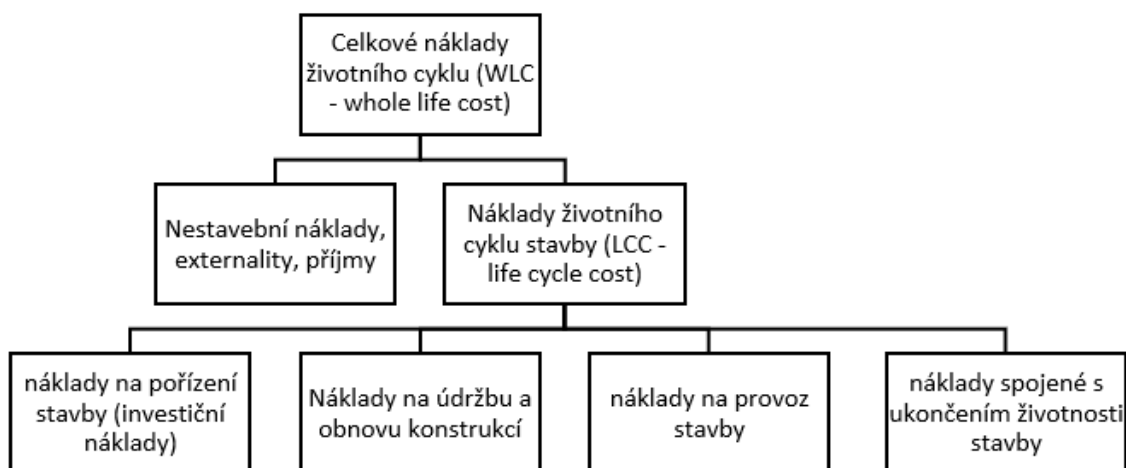 Celkové náklady
životního cyklu (WLC
- whole life cost)
Nestavební náklady,
externality, příjmy
Náklady životního
cyklu stavby (LCC -
life cycle cost)
náklady na pořízení
stavby (investiční
náklady)
Náklady na údržbu a
obnovu konstrukcí
náklady na provoz
stavby
náklady spojené s
ukončením životnosti
stavby